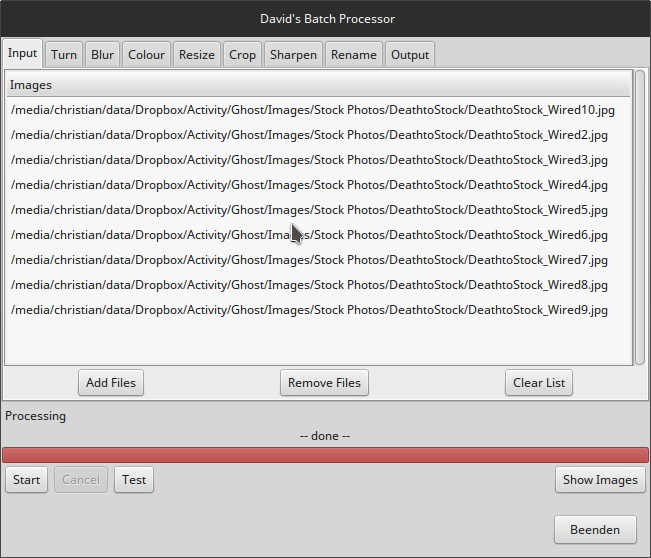 David's Batch Processor
Input Turn Blur Colour Resize Crop Sharpen Rename Output
Images
/media/christian/data/Dropbox/Activity/Ghost/Images/Stock Photos/DeathtoStock/DeathtoStock_Wired10.jpg
/media/christian/data/Dropbox/Activity/Ghost/Images/Stock Photos/DeathtoStock/DeathtoStock_Wired2.jpg
/media/christian/data/Dropbox/Activity/Ghost/Images/Stock Photos/DeathtoStock/DeathtoStock_Wired3.jpg
/media/christian/data/Dropbox/Activity/Ghost/Images/Stock Photos/DeathtoStock/DeathtoStock_Wired4.jpg
/media/christian/data/Dropbox/Activity/Ghost/Images/Stock Photos/DeathtoStock/DeathtoStock_Wired5.jpg
/media/christian/data/Dropbox/Activity/Ghost/Images/Stock Photos/DeathtoStock/DeathtoStock_Wired6.jpg
/media/christian/data/Dropbox/Activity/Ghost/Images/Stock Photos/DeathtoStock/DeathtoStock_Wired7.jpg
/media/christian/data/Dropbox/Activity/Ghost/Images/Stock Photos/DeathtoStock/DeathtoStock_Wired8.jpg
/media/christian/data/Dropbox/Activity/Ghost/Images/Stock Photos/DeathtoStock/DeathtoStock_Wired9.jpg
Add Files Remove Files Clear List
Processing
-- done --
Start Cancel Test Show Images
Beenden